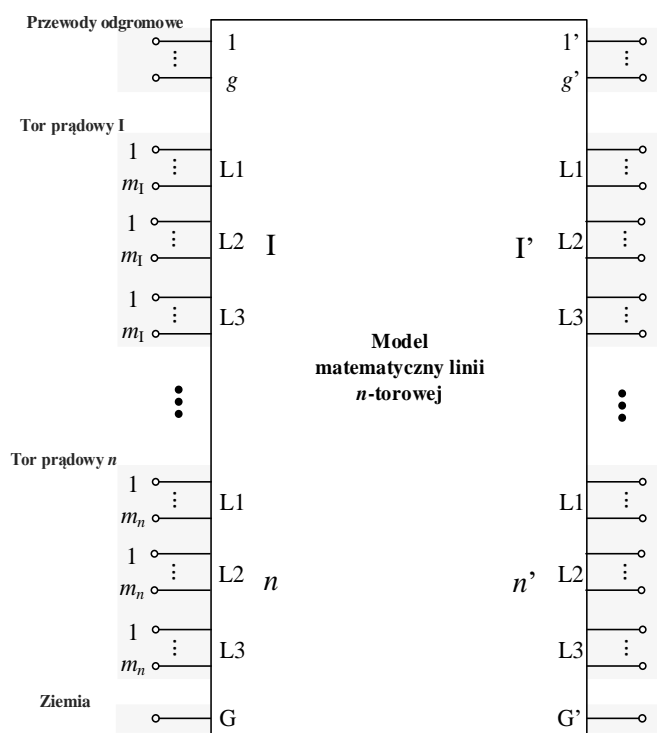 Przewody odgromowe
1 1’
g g’
Tor prądowy I
1
L1 L1
m_I
1
L2 I I’ L2
m_I
1
L3 L3
m_I
Model
matematyczny linii
n-torowej
Tor prądowy n
1
L1 L1
m_n
1
L2 n n’ L2
m_n
1
L3 L3
m_n
Ziemia
G G’